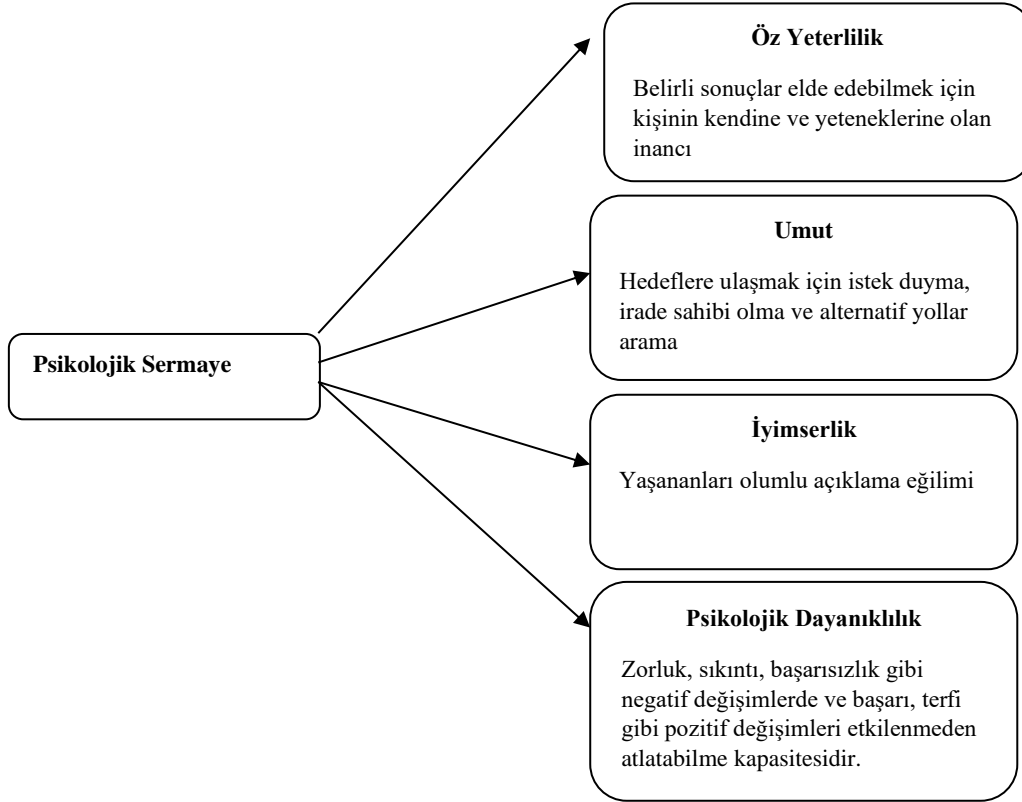 Öz Yeterlilik
Belirli sonuçlar elde edebilmek için
kişinin kendine ve yeteneklerine olan
inancı
Umut
Hedeflere ulaşmak için istek duyma,
irade sahibi olma ve alternatif yollar
arama
Psikolojik Sermaye
İyimserlik
Yaşananları olumlu açıklama eğilimi
Psikolojik Dayanıklılık
Zorluk, sıkıntı, başarısızlık gibi
negatif değişimlerde ve başarı, terfi
gibi pozitif değişimleri etkilenmeden
atlatabilme kapasitesidir.